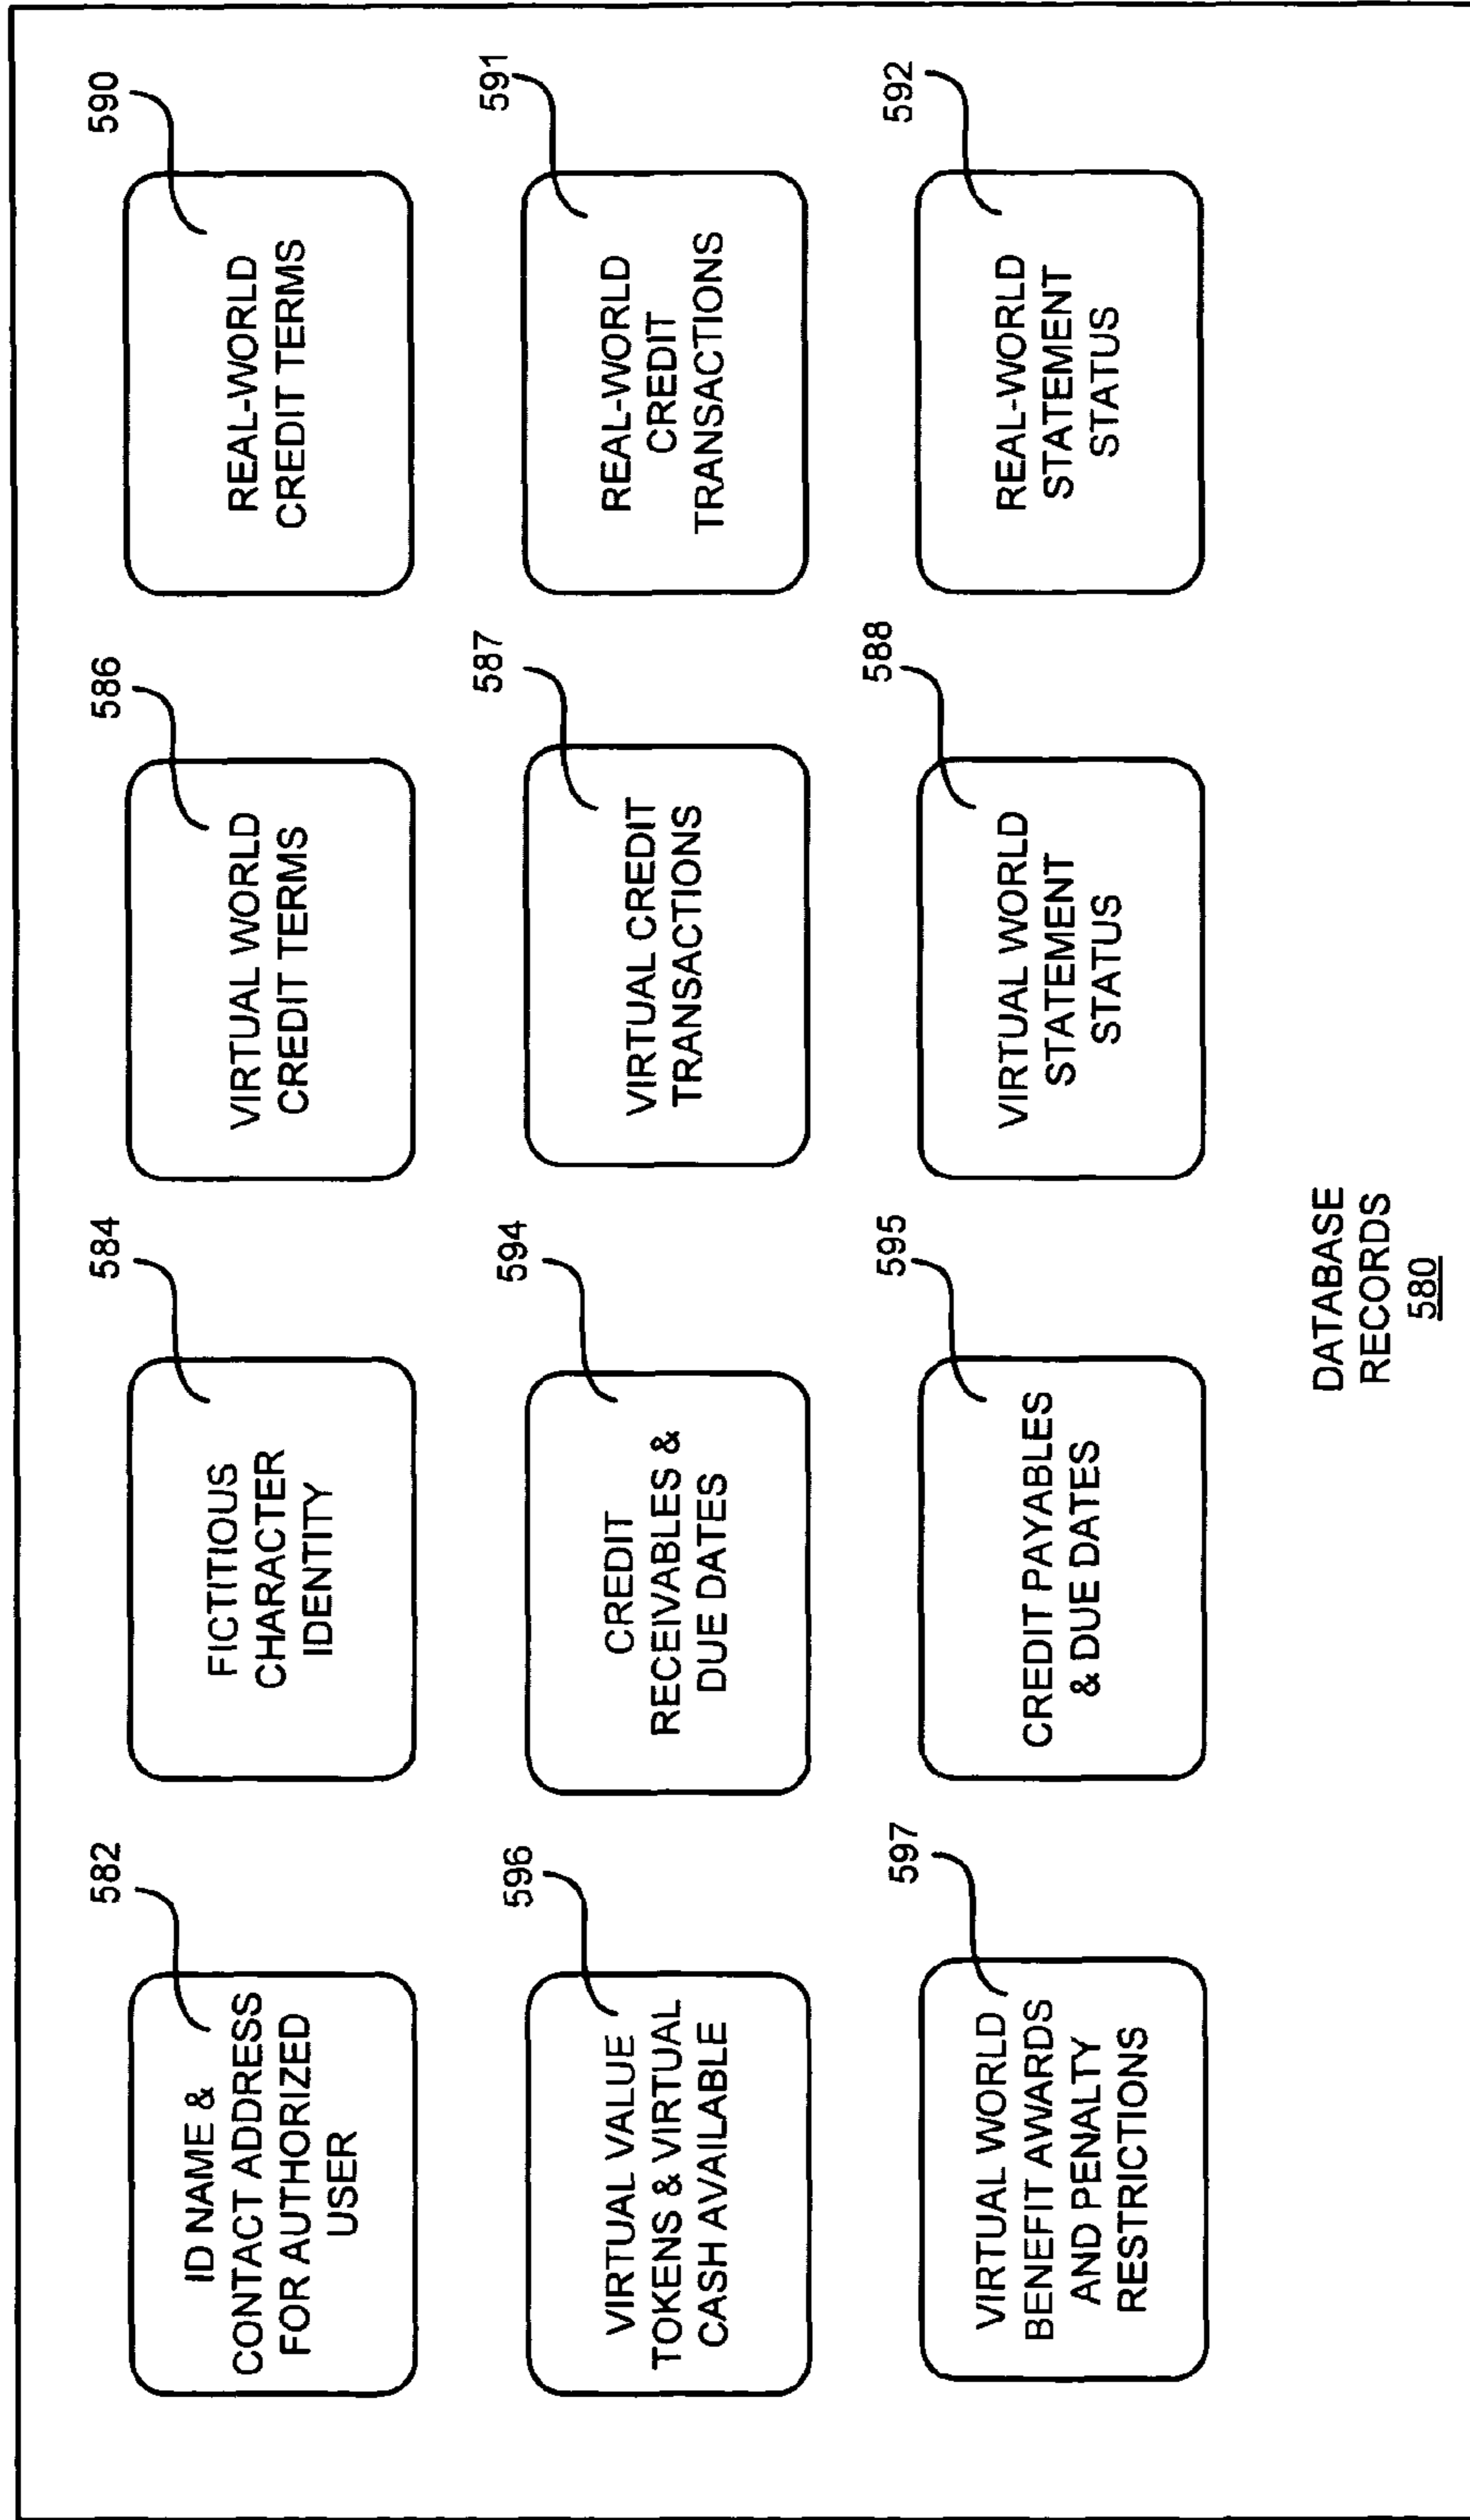 582
ID NAME &
CONTACT ADDRESS
FOR AUTHORIZED
USER
584
FICTITIOUS
CHARACTER
IDENTITY
586
VIRTUAL WORLD
CREDIT TERMS
590
REAL-WORLD
CREDIT TERMS
596
VIRTUAL VALUE
TOKENS & VIRTUAL
CASH AVAILABLE
594
CREDIT
RECEIVABLES &
DUE DATES
587
VIRTUAL CREDIT
TRANSACTIONS
591
REAL-WORLD
CREDIT
TRANSACTIONS
597
VIRTUAL WORLD
BENEFIT AWARDS
AND PENALTY
RESTRICTIONS
595
CREDIT PAYABLES
& DUE DATES
588
VIRTUAL WORLD
STATEMENT
STATUS
592
REAL-WORLD
STATEMENT
STATUS
DATABASE
RECORDS
580